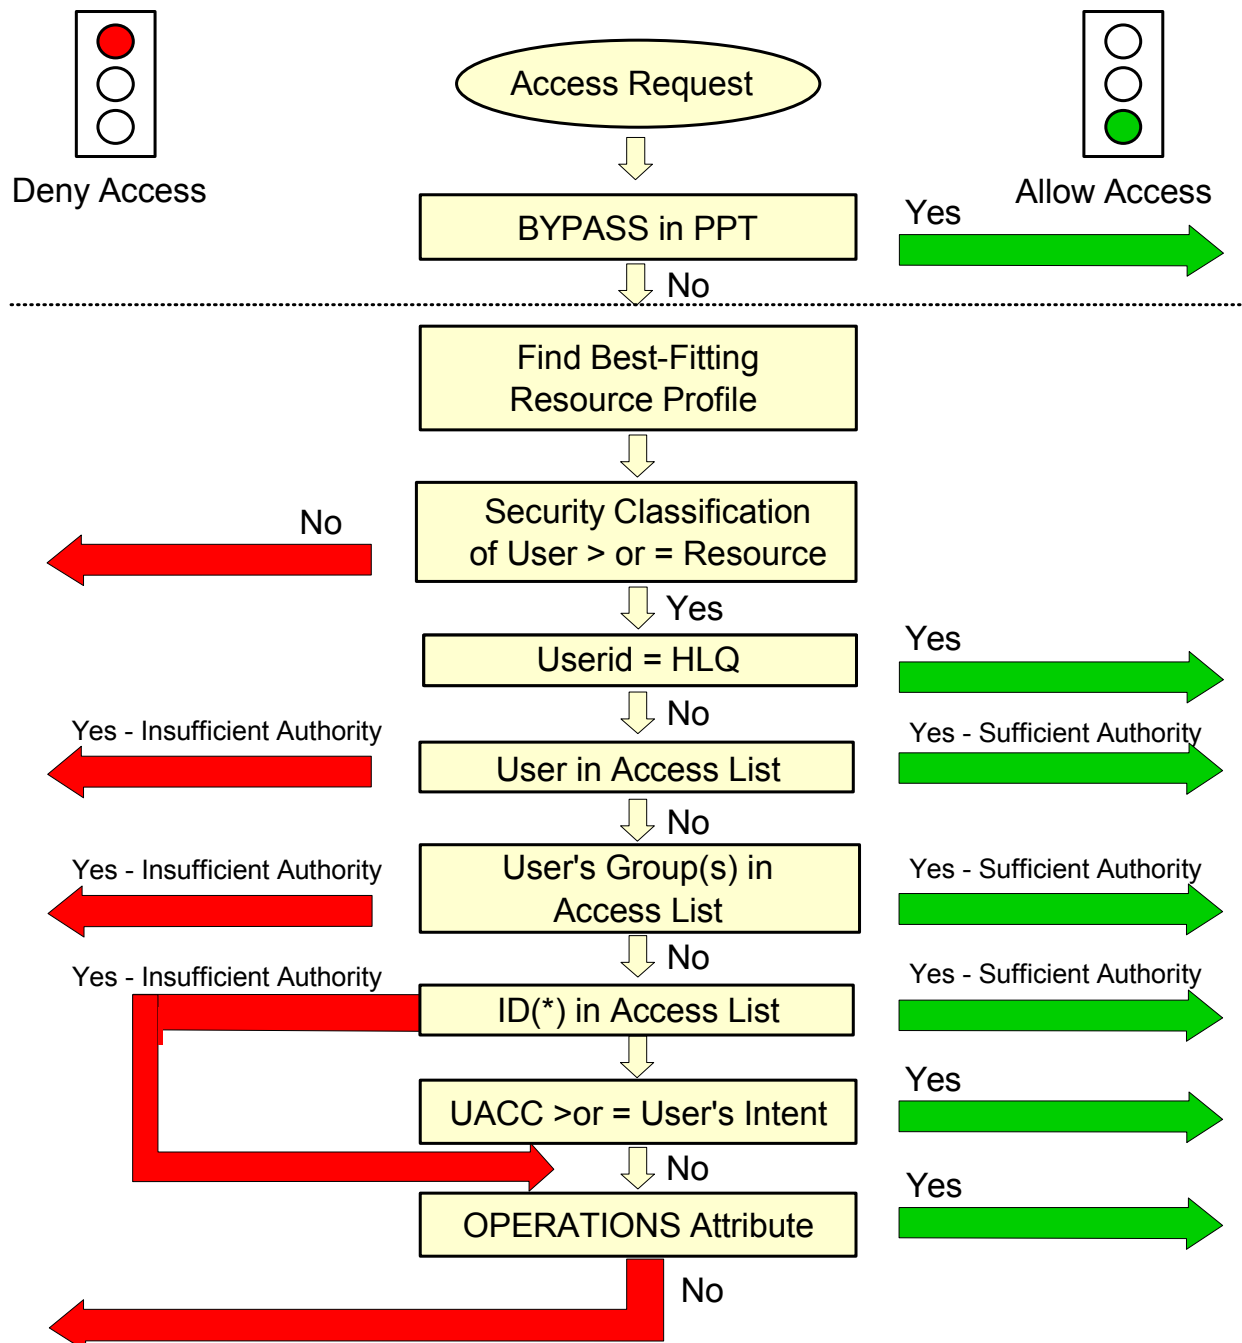 Access Request
Deny Access
Allow Access
BYPASS in PPT
Yes
No
Find Best-Fitting
Resource Profile
Security Classification
of User > or = Resource
No
Yes
Userid = HLQ
Yes
No
Yes - Insufficient Authority
User in Access List
Yes - Sufficient Authority
No
Yes - Insufficient Authority
User's Group(s) in
Access List
Yes - Sufficient Authority
No
Yes - Insufficient Authority
ID(*) in Access List
Yes - Sufficient Authority
UACC >or = User's Intent
Yes
No
OPERATIONS Attribute
Yes
No